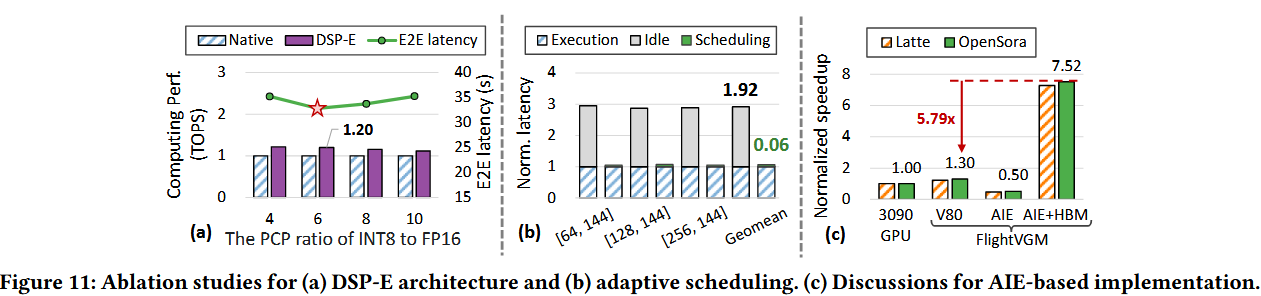 Native DSP-E E2E latency
Computing Perf. (TOPS)
3
2
1
0
40
35
30
25
20
15
E2E latency (s)
1.20
4 6 8 10
(a) The PCP ratio of INT8 to FP16
Execution Idle Scheduling
Norm. latency
4
3
2
1
0
1.92
0.06
[64, 144] [128, 144] [256, 144] Geomean
(b)
Latte OpenSora
Normalized speedup
8
6
4
2
0
7.52
5.79x
1.00 1.30 0.50
3090 V80 AIE AIE+HBM
GPU FlightVGM
(c)
Figure 11: Ablation studies for (a) DSP-E architecture and (b) adaptive scheduling. (c) Discussions for AIE-based implementation.